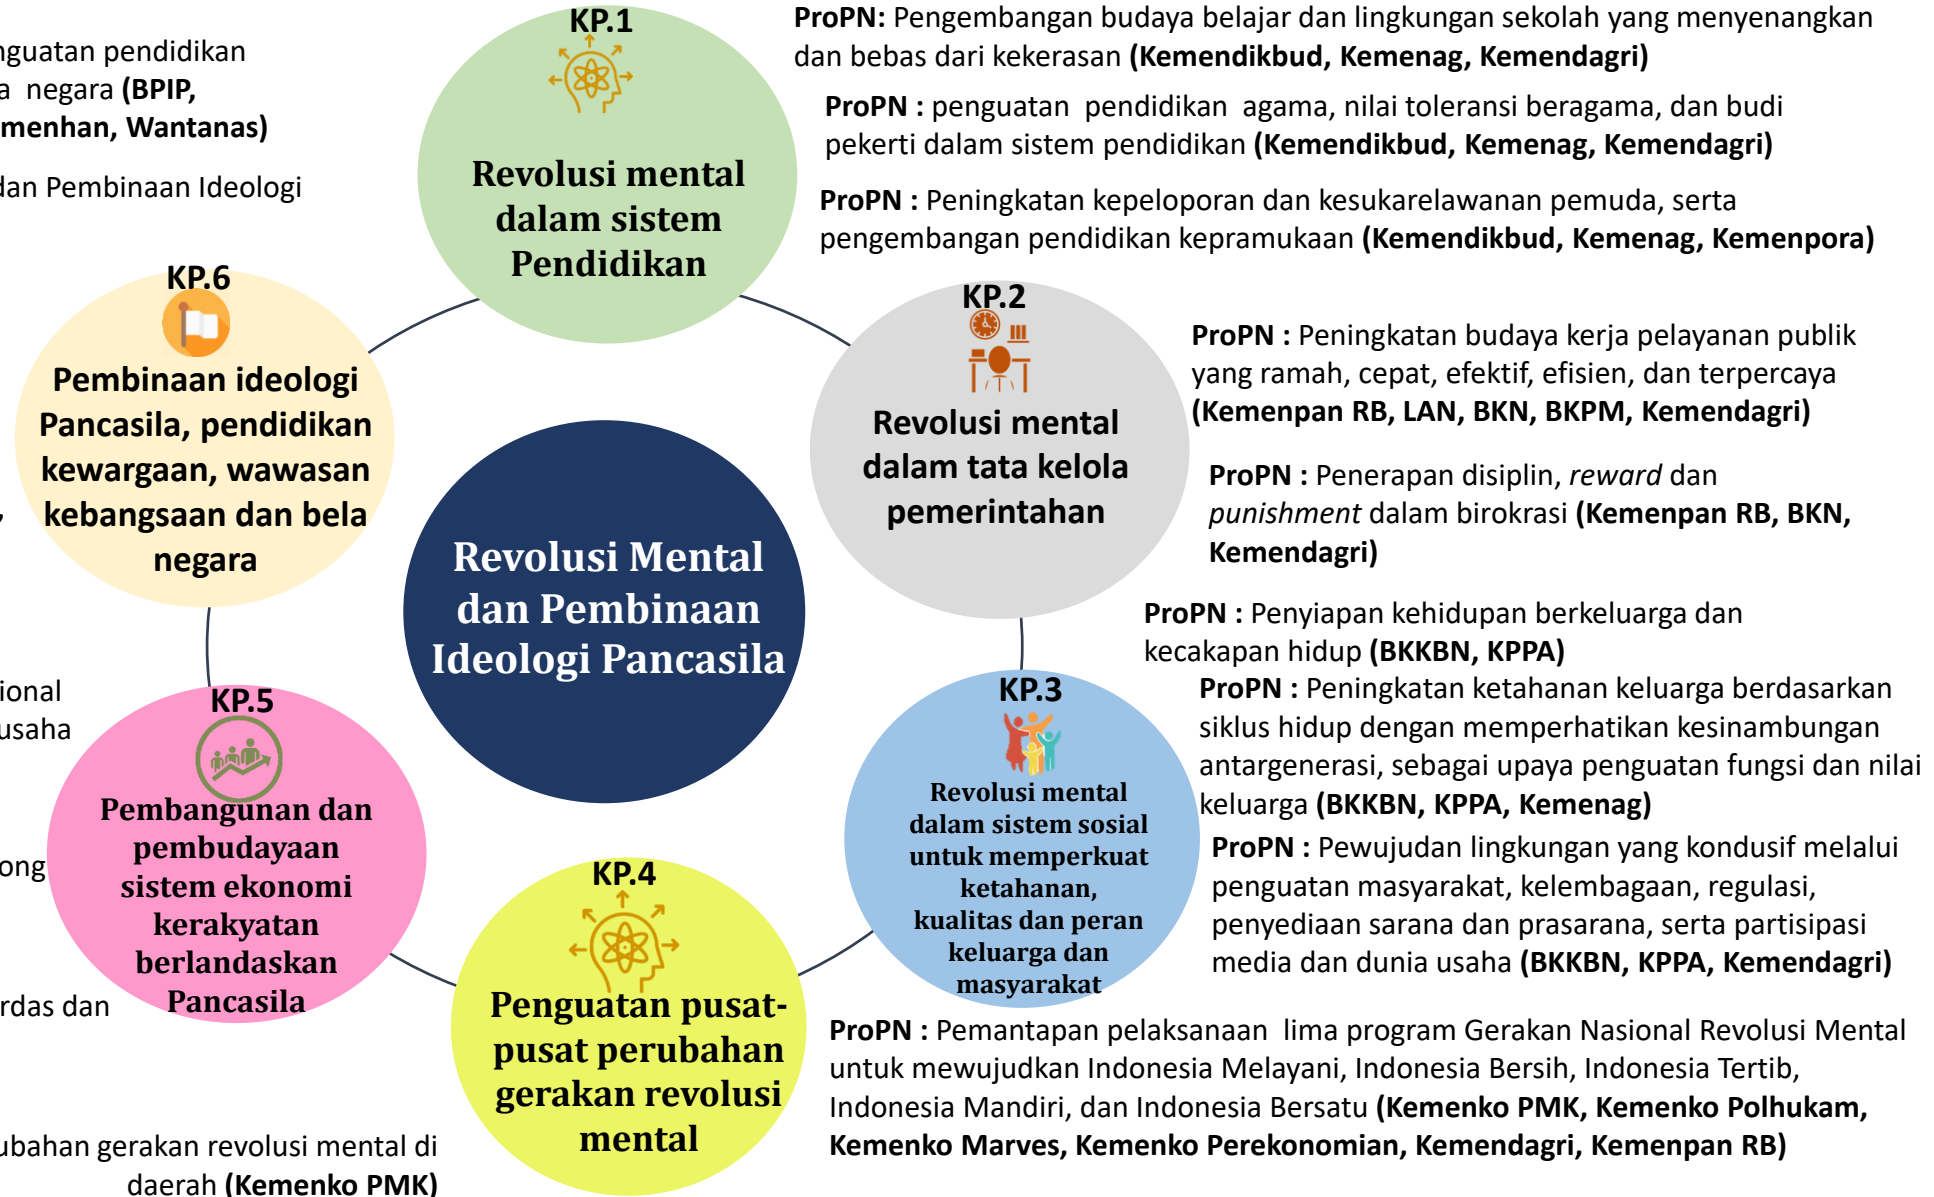 KP.1
Revolusi mental
dalam sistem
Pendidikan
ProPN: Pengembangan budaya belajar dan lingkungan sekolah yang menyenangkan
dan bebas dari kekerasan (Kemendikbud, Kemenag, Kemendagri)
ProPN : penguatan pendidikan agama, nilai toleransi beragama, dan budi
pekerti dalam sistem pendidikan (Kemendikbud, Kemenag, Kemendagri)
ProPN : Peningkatan kepeloporan dan kesukarelawanan pemuda, serta
pengembangan pendidikan kepramukaan (Kemendikbud, Kemenag, Kemenpora)
KP.2
Revolusi mental
dalam tata kelola
pemerintahan
ProPN : Peningkatan budaya kerja pelayanan publik
yang ramah, cepat, efektif, efisien, dan terpercaya
(Kemenpan RB, LAN, BKN, BKPM, Kemendagri)
ProPN : Penerapan disiplin, reward dan
punishment dalam birokrasi (Kemenpan RB, BKN,
Kemendagri)
KP.3
Revolusi mental
dalam sistem sosial
untuk memperkuat
ketahanan,
kualitas dan peran
keluarga dan
masyarakat
ProPN : Penyiapan kehidupan berkeluarga dan
kecakapan hidup (BKKBN, KPPA)
ProPN : Peningkatan ketahanan keluarga berdasarkan
siklus hidup dengan memperhatikan kesinambungan
antargenerasi, sebagai upaya penguatan fungsi dan nilai
keluarga (BKKBN, KPPA, Kemenag)
ProPN : Pewujudan lingkungan yang kondusif melalui
penguatan masyarakat, kelembagaan, regulasi,
penyediaan sarana dan prasarana, serta partisipasi
media dan dunia usaha (BKKBN, KPPA, Kemendagri)
KP.4
Penguatan pusat-
pusat perubahan
gerakan revolusi
mental
ProPN : Pemantapan pelaksanaan lima program Gerakan Nasional Revolusi Mental
untuk mewujudkan Indonesia Melayani, Indonesia Bersih, Indonesia Tertib,
Indonesia Mandiri, dan Indonesia Bersatu (Kemenko PMK, Kemenko Polhukam,
Kemenko Marves, Kemenko Perekonomian, Kemendagri, Kemenpan RB)
ubahan gerakan revolusi mental di
daerah (Kemenko PMK)
KP.5
Pembangunan dan
pembudayaan
sistem ekonomi
kerakyatan
berlandaskan
Pancasila
ional
usaha
ong
rdas dan
KP.6
Pembinaan ideologi
Pancasila, pendidikan
kewargaan, wawasan
kebangsaan dan bela
negara
nguatan pendidikan
a negara (BPIP,
menhan, Wantanas)
dan Pembinaan Ideologi
,
Revolusi Mental
dan Pembinaan
Ideologi Pancasila